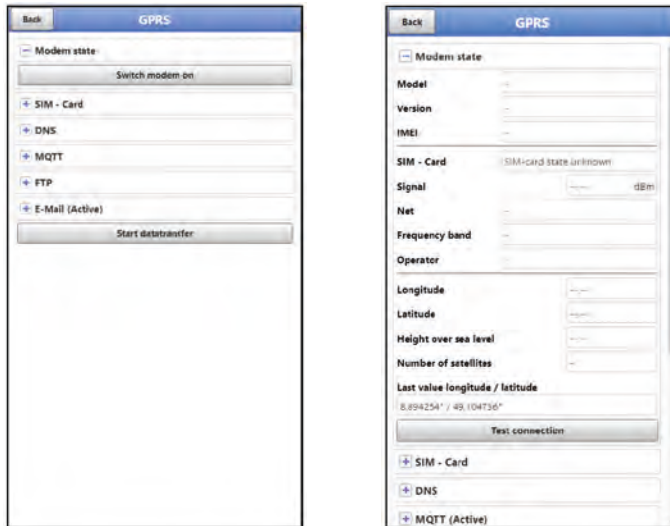 Back GPRS
Modem state
Switch modem on
SIM - Card
DNS
MQTT
FTP
E-Mail (Active)
Start datatransfer
Back GPRS
Modem state
Model --
Version --
IMEI --
SIM - Card SIM-card state unknown
Signal --.-- dBm
Net --
Frequency band --
Operator --
Longitude --.--
Latitude --.--
Height over sea level --.--
Number of satellites --
Last value longitude / latitude
8.894254° / 49.104736°
Test connection
SIM - Card
DNS
MQTT (Active)